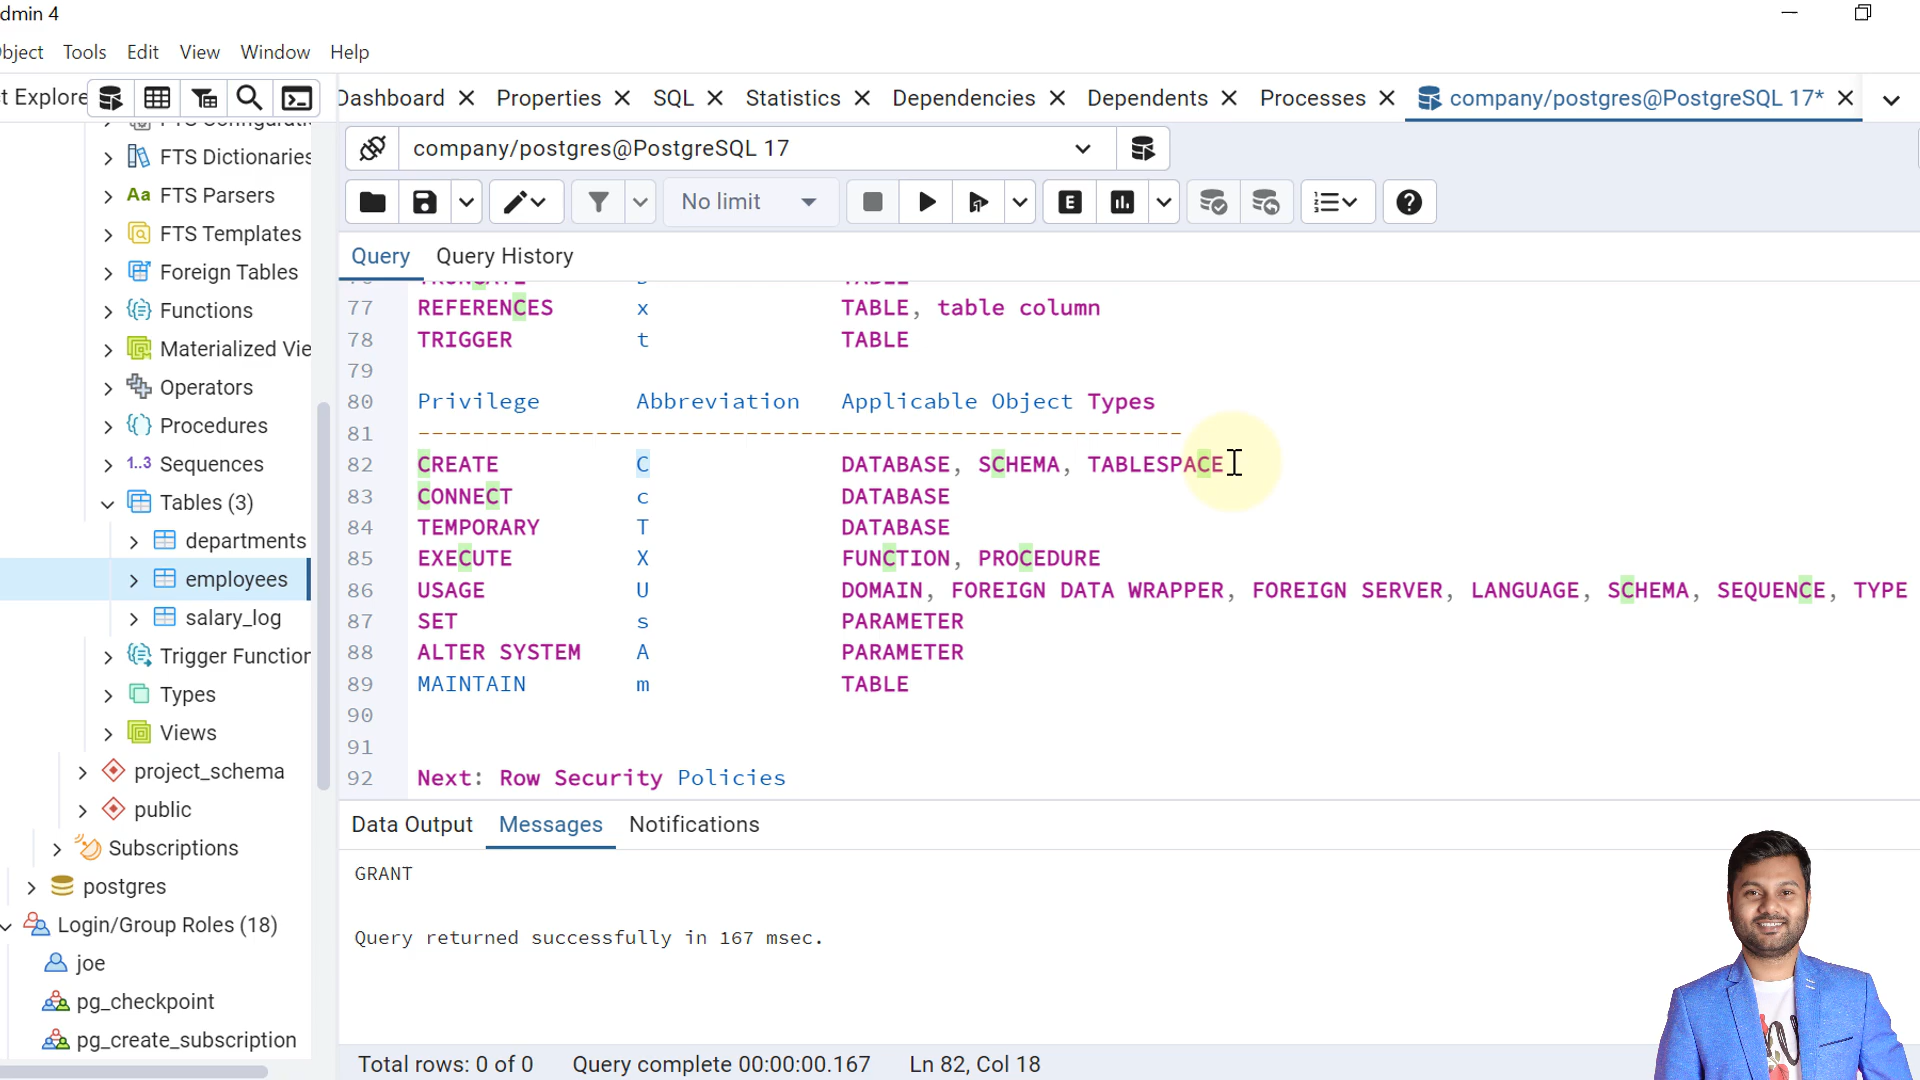 dmin 4
bject Tools Edit View Window Help
t Explore
Dashboard Properties SQL Statistics Dependencies Dependents Processes company/postgres@PostgreSQL 17*
company/postgres@PostgreSQL 17
No limit
E
Query Query History
FTS Dictionaries
Aa FTS Parsers
FTS Templates
Foreign Tables
Functions
Materialized Vie
Operators
Procedures
1..3 Sequences
Tables (3)
departments
employees
salary_log
Trigger Function
Types
Views
project_schema
public
Subscriptions
postgres
Login/Group Roles (18)
joe
pg_checkpoint
pg_create_subscription
77 REFERENCES x TABLE, table column
78 TRIGGER t TABLE
79
80 Privilege Abbreviation Applicable Object Types
81 --------------------------------------------------------
82 CREATE C DATABASE, SCHEMA, TABLESPACE
83 CONNECT c DATABASE
84 TEMPORARY T DATABASE
85 EXECUTE X FUNCTION, PROCEDURE
86 USAGE U DOMAIN, FOREIGN DATA WRAPPER, FOREIGN SERVER, LANGUAGE, SCHEMA, SEQUENCE, TYPE
87 SET s PARAMETER
88 ALTER SYSTEM A PARAMETER
89 MAINTAIN m TABLE
90
91
92 Next: Row Security Policies
Data Output Messages Notifications
GRANT
Query returned successfully in 167 msec.
Total rows: 0 of 0 Query complete 00:00:00.167 Ln 82, Col 18